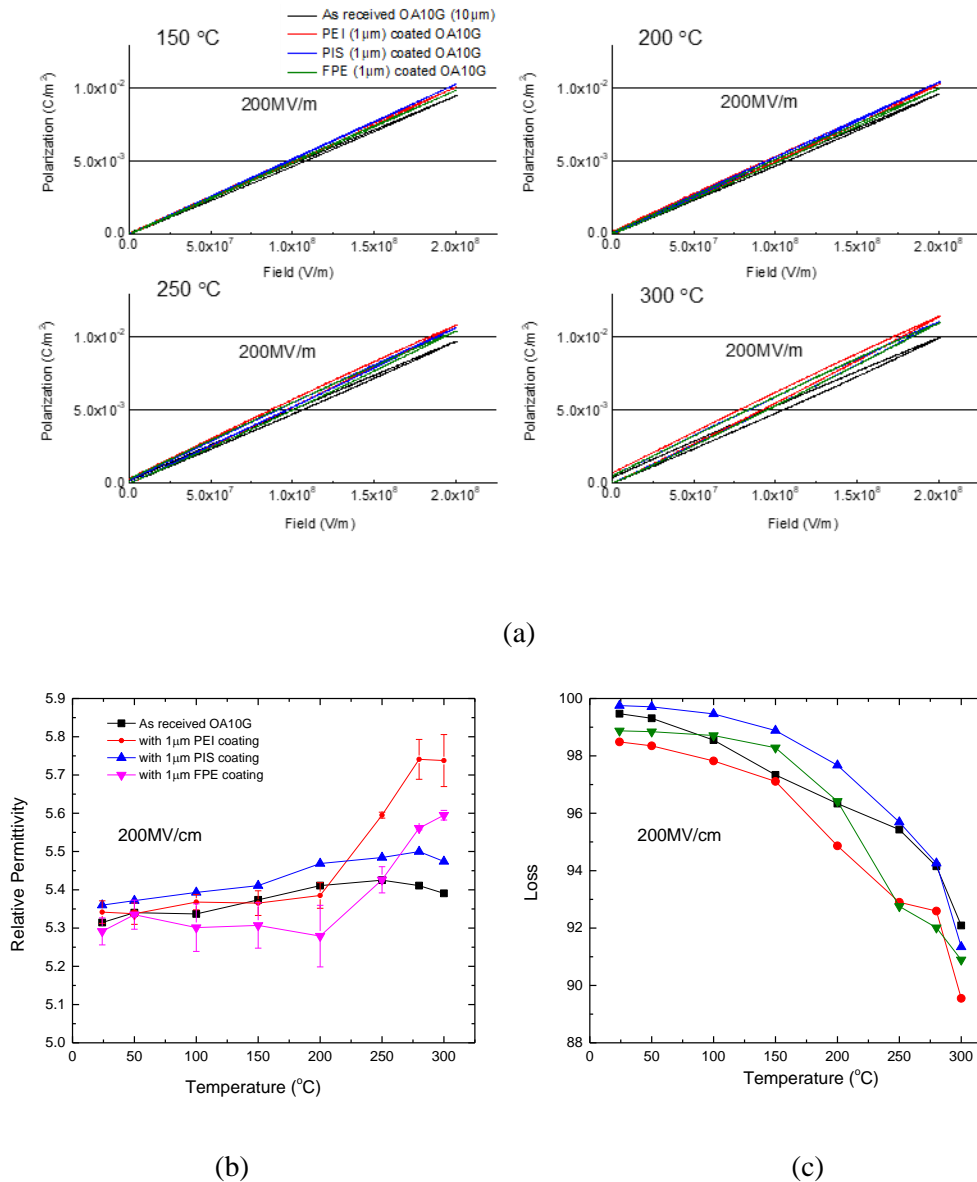 As received OA10G (10μm)
PEI (1μm) coated OA10G
PIS (1μm) coated OA10G
FPE (1μm) coated OA10G
150 °C
200MV/m
Polarization (C/m²)
1.0x10⁻²
5.0x10⁻³
0.0
0.0 5.0x10⁷ 1.0x10⁸ 1.5x10⁸ 2.0x10⁸
Field (V/m)
200 °C
200MV/m
Polarization (C/m²)
1.0x10⁻²
5.0x10⁻³
0.0
0.0 5.0x10⁷ 1.0x10⁸ 1.5x10⁸ 2.0x10⁸
Field (V/m)
250 °C
200MV/m
Polarization (C/m²)
1.0x10⁻²
5.0x10⁻³
0.0
0.0 5.0x10⁷ 1.0x10⁸ 1.5x10⁸ 2.0x10⁸
Field (V/m)
300 °C
200MV/m
Polarization (C/m²)
1.0x10⁻²
5.0x10⁻³
0.0
0.0 5.0x10⁷ 1.0x10⁸ 1.5x10⁸ 2.0x10⁸
Field (V/m)
(a)
As received OA10G
with 1μm PEI coating
with 1μm PIS coating
with 1μm FPE coating
200MV/cm
Relative Permittivity
5.9
5.8
5.7
5.6
5.5
5.4
5.3
5.2
5.1
5.0
0 50 100 150 200 250 300
Temperature (°C)
(b)
200MV/cm
Loss
100
98
96
94
92
90
88
0 50 100 150 200 250 300
Temperature (°C)
(c)